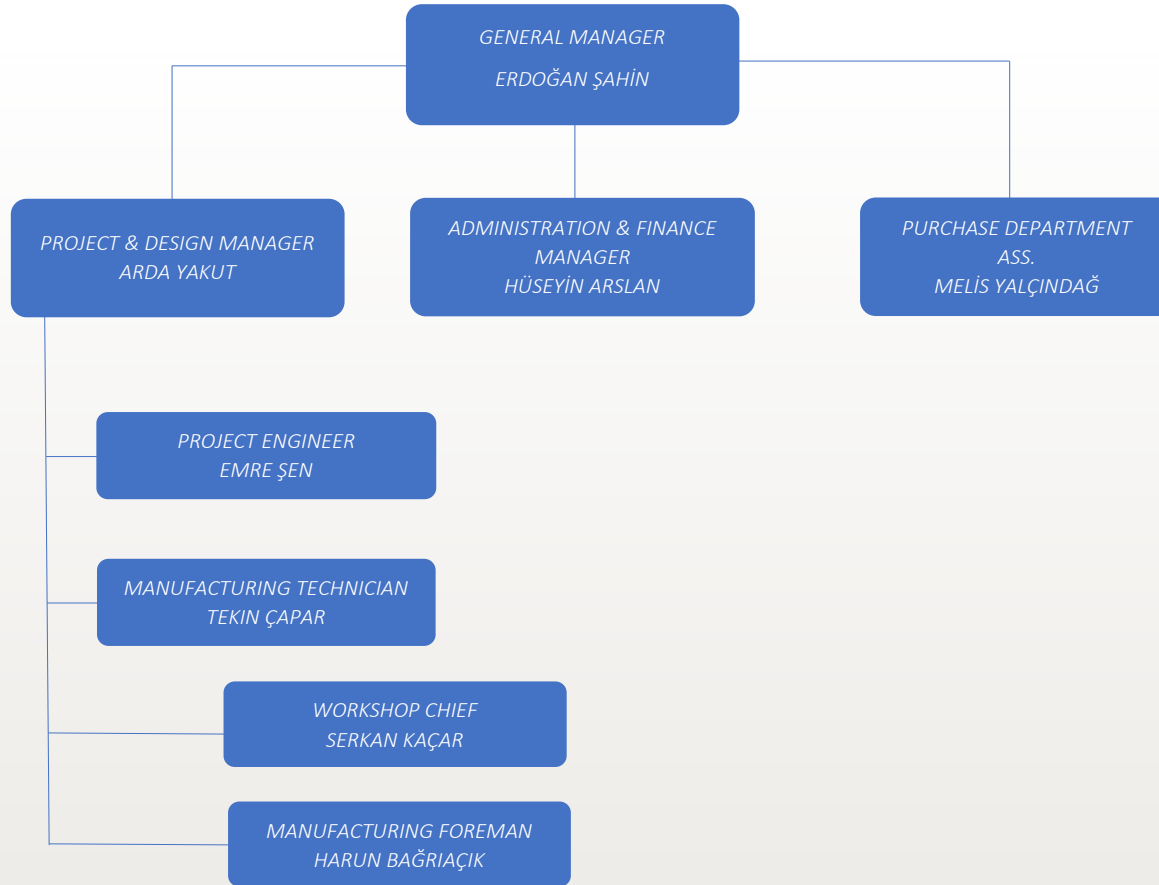 GENERAL MANAGER
ERDOĞAN ŞAHİN
PROJECT & DESIGN MANAGER
ARDA YAKUT
ADMINISTRATION & FINANCE
MANAGER
HÜSEYİN ARSLAN
PURCHASE DEPARTMENT
ASS.
MELİS YALÇINDAĞ
PROJECT ENGINEER
EMRE ŞEN
MANUFACTURING TECHNICIAN
TEKIN ÇAPAR
WORKSHOP CHIEF
SERKAN KAÇAR
MANUFACTURING FOREMAN
HARUN BAĞRIAÇIK